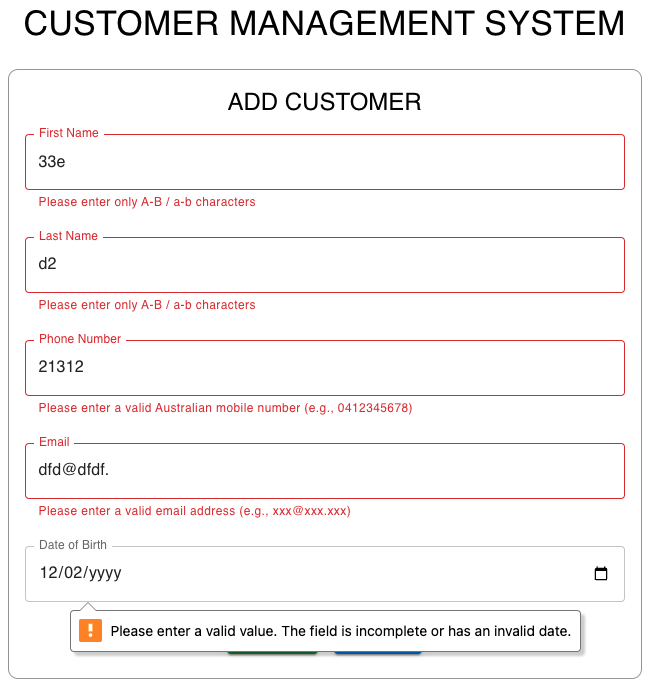 CUSTOMER MANAGEMENT SYSTEM
ADD CUSTOMER
First Name
33e
Please enter only A-B / a-b characters
Last Name
d2
Please enter only A-B / a-b characters
Phone Number
21312
Please enter a valid Australian mobile number (e.g., 0412345678)
Email
dfd@dfdf.
Please enter a valid email address (e.g., xxx@xxx.xxx)
Date of Birth
12/02/yyyy
Please enter a valid value. The field is incomplete or has an invalid date.